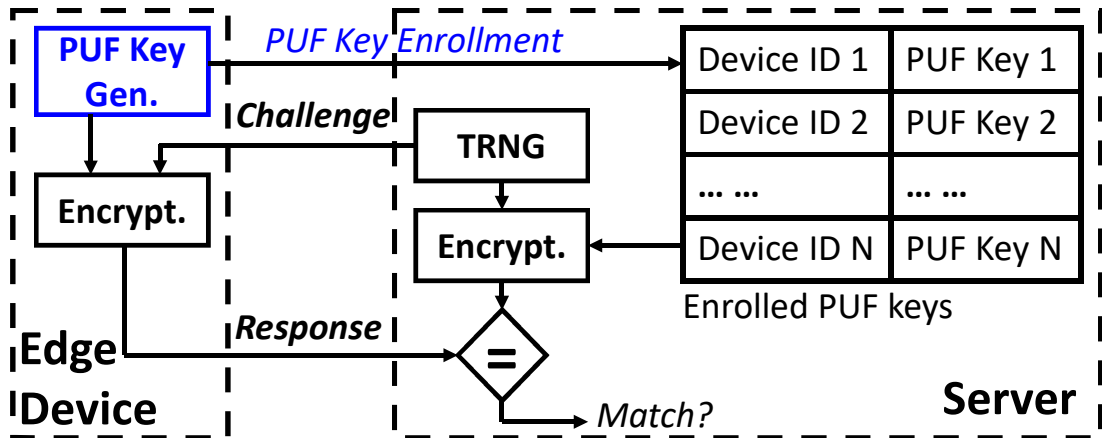 PUF Key
Gen.
PUF Key Enrollment
Device ID 1 PUF Key 1
Challenge
Device ID 2 PUF Key 2
TRNG
... ... ... ...
Encrypt.
Encrypt.
Device ID N PUF Key N
Enrolled PUF keys
Response
=
Edge
Device
Match?
Server